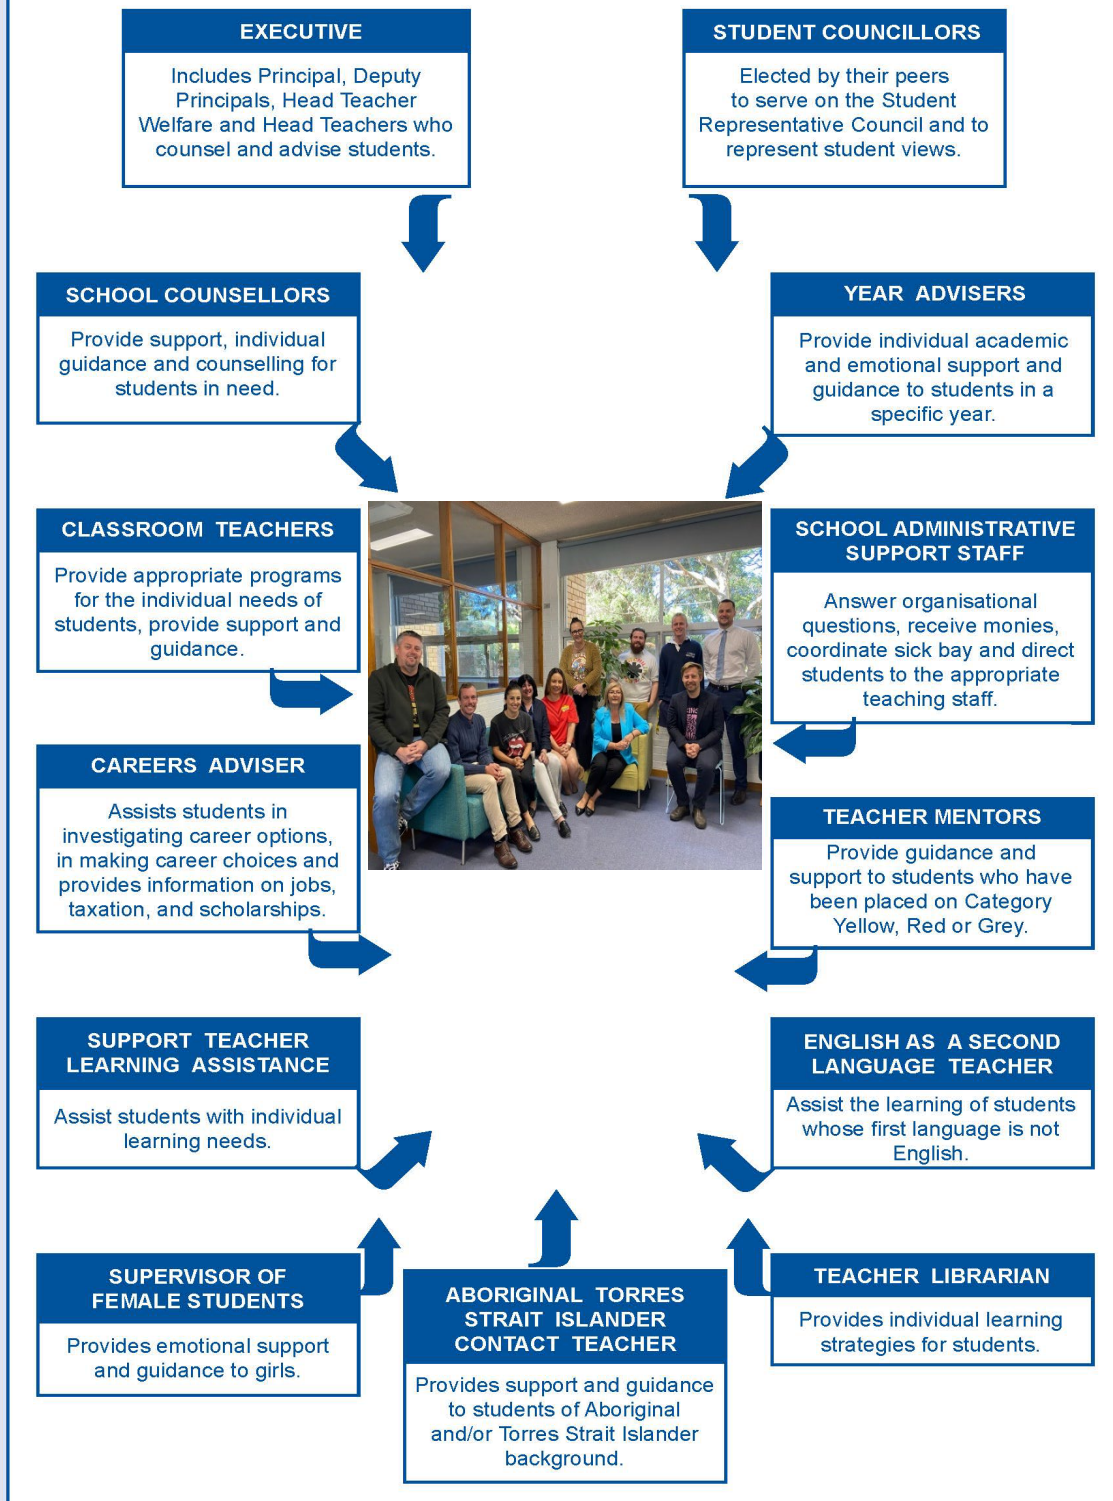 EXECUTIVE
Includes Principal, Deputy
Principals, Head Teacher
Welfare and Head Teachers who
counsel and advise students.
STUDENT COUNCILLORS
Elected by their peers
to serve on the Student
Representative Council and to
represent student views.
SCHOOL COUNSELLORS
Provide support, individual
guidance and counselling for
students in need.
YEAR ADVISERS
Provide individual academic
and emotional support and
guidance to students in a
specific year.
CLASSROOM TEACHERS
Provide appropriate programs
for the individual needs of
students, provide support and
guidance.
SCHOOL ADMINISTRATIVE
SUPPORT STAFF
Answer organisational
questions, receive monies,
coordinate sick bay and direct
students to the appropriate
teaching staff.
CAREERS ADVISER
Assists students in
investigating career options,
in making career choices and
provides information on jobs,
taxation, and scholarships.
TEACHER MENTORS
Provide guidance and
support to students who have
been placed on Category
Yellow, Red or Grey.
SUPPORT TEACHER
LEARNING ASSISTANCE
Assist students with individual
learning needs.
ENGLISH AS A SECOND
LANGUAGE TEACHER
Assist the learning of students
whose first language is not
English.
SUPERVISOR OF
FEMALE STUDENTS
Provides emotional support
and guidance to girls.
ABORIGINAL TORRES
STRAIT ISLANDER
CONTACT TEACHER
Provides support and guidance
to students of Aboriginal
and/or Torres Strait Islander
background.
TEACHER LIBRARIAN
Provides individual learning
strategies for students.